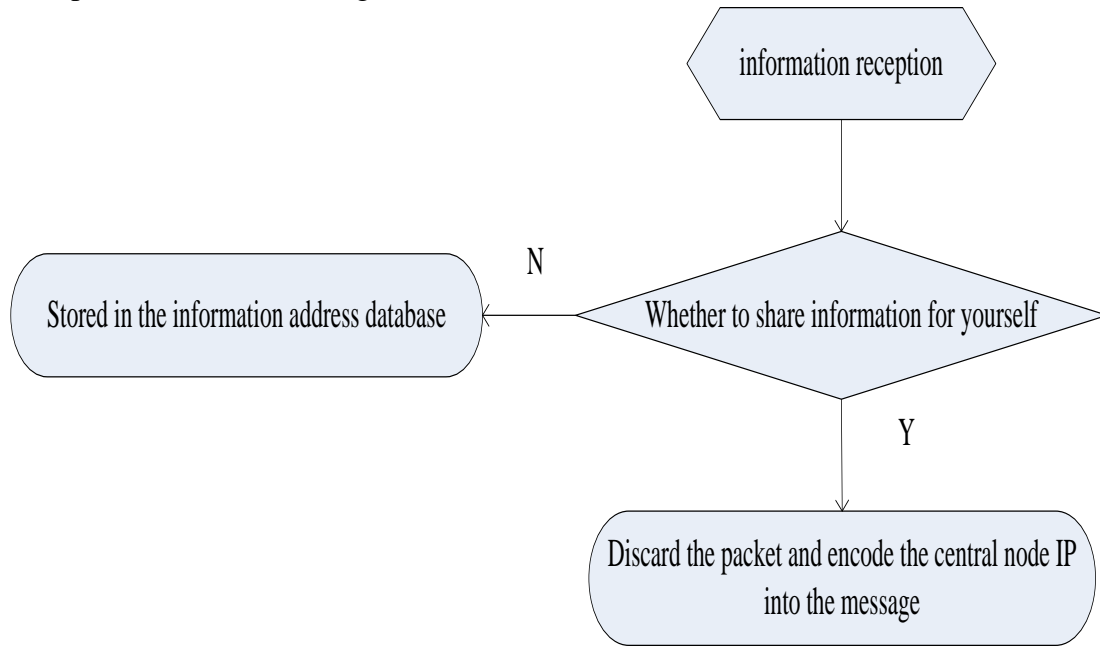 information reception
N
Stored in the information address database
Whether to share information for yourself
Y
Discard the packet and encode the central node IP
into the message